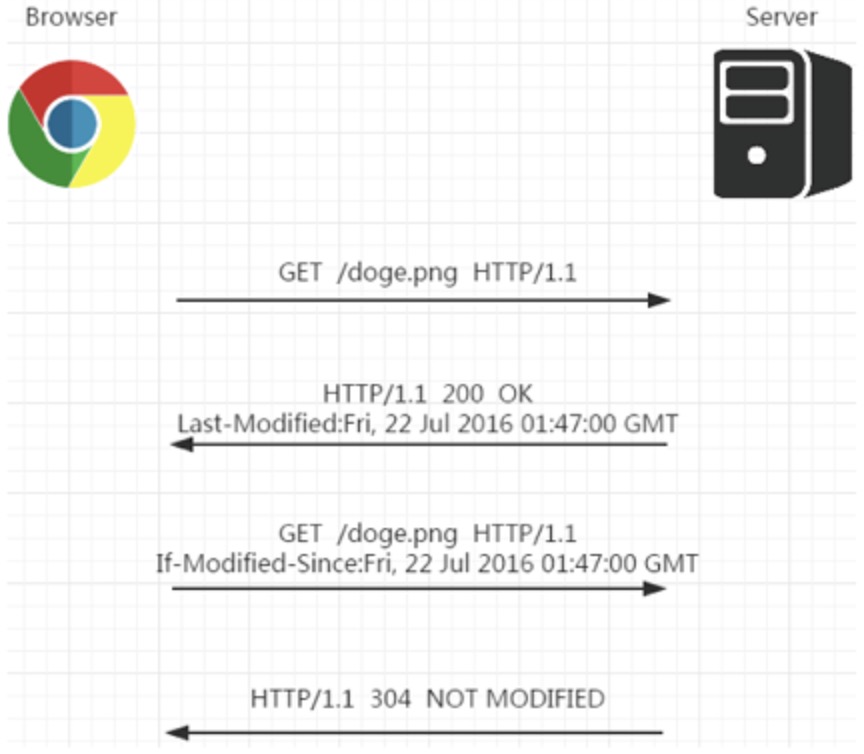 Browser
Server
GET /doge.png HTTP/1.1
HTTP/1.1 200 OK
Last-Modified:Fri, 22 Jul 2016 01:47:00 GMT
GET /doge.png HTTP/1.1
If-Modified-Since:Fri, 22 Jul 2016 01:47:00 GMT
HTTP/1.1 304 NOT MODIFIED